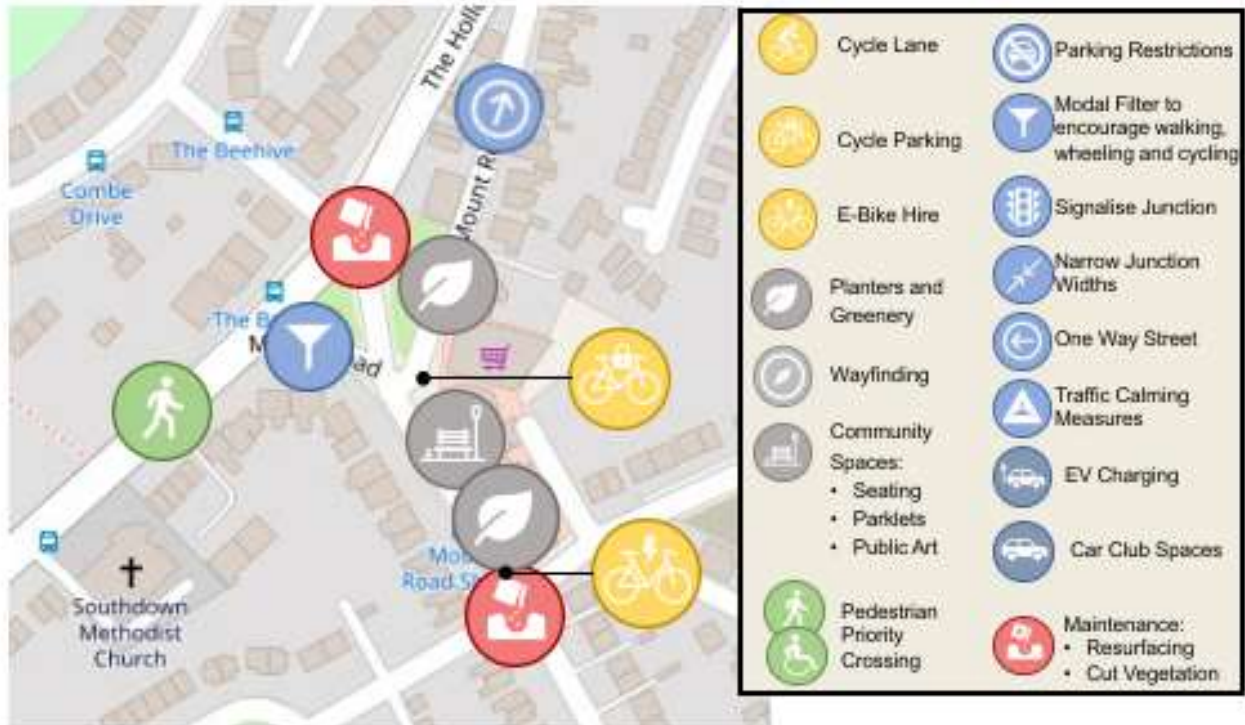 The Hollo
Mount R
The Beehive
Combe
Drive
The B
M
ad
Mou
Road St
Southdown
Methodist
Church
Cycle Lane
Cycle Parking
E-Bike Hire
Planters and
Greenery
Wayfinding
Community
Spaces:
• Seating
• Parklets
• Public Art
Pedestrian
Priority
Crossing
Parking Restrictions
Modal Filter to
encourage walking,
wheeling and cycling
Signalise Junction
Narrow Junction
Widths
One Way Street
Traffic Calming
Measures
EV Charging
Car Club Spaces
Maintenance:
• Resurfacing
• Cut Vegetation